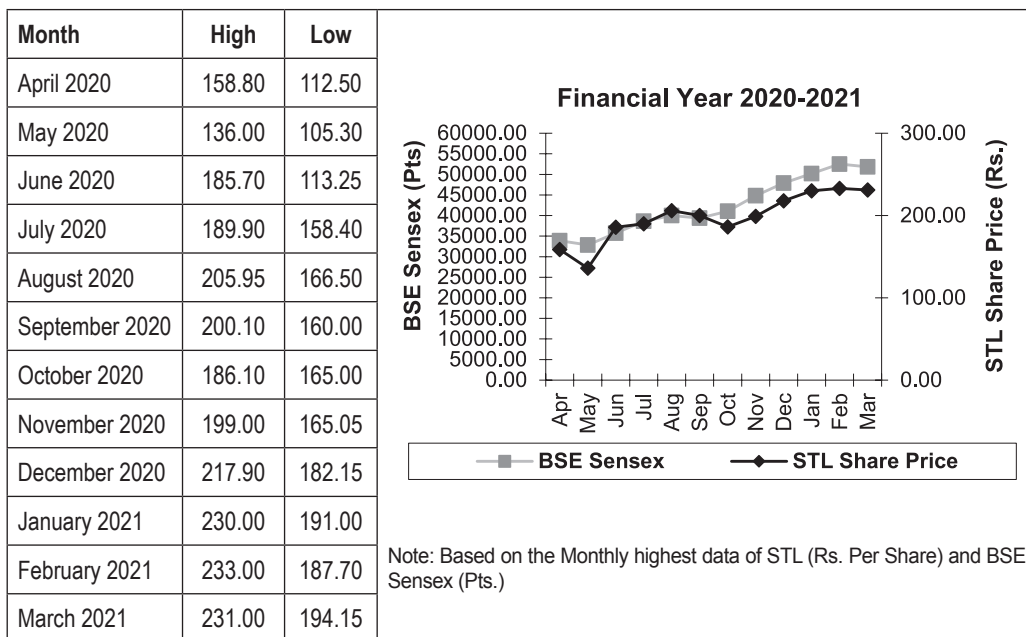 Month High Low
April 2020 158.80 112.50
May 2020 136.00 105.30
June 2020 185.70 113.25
July 2020 189.90 158.40
August 2020 205.95 166.50
September 2020 200.10 160.00
October 2020 186.10 165.00
November 2020 199.00 165.05
December 2020 217.90 182.15
January 2021 230.00 191.00
February 2021 233.00 187.70
March 2021 231.00 194.15
Financial Year 2020-2021
BSE Sensex (Pts)
60000.00
55000.00
50000.00
45000.00
40000.00
35000.00
30000.00
25000.00
20000.00
15000.00
10000.00
5000.00
0.00
300.00
200.00
100.00
0.00
STL Share Price (Rs.)
Apr
May
Jun
Jul
Aug
Sep
Oct
Nov
Dec
Jan
Feb
Mar
BSE Sensex STL Share Price
Note: Based on the Monthly highest data of STL (Rs. Per Share) and BSE
Sensex (Pts.)